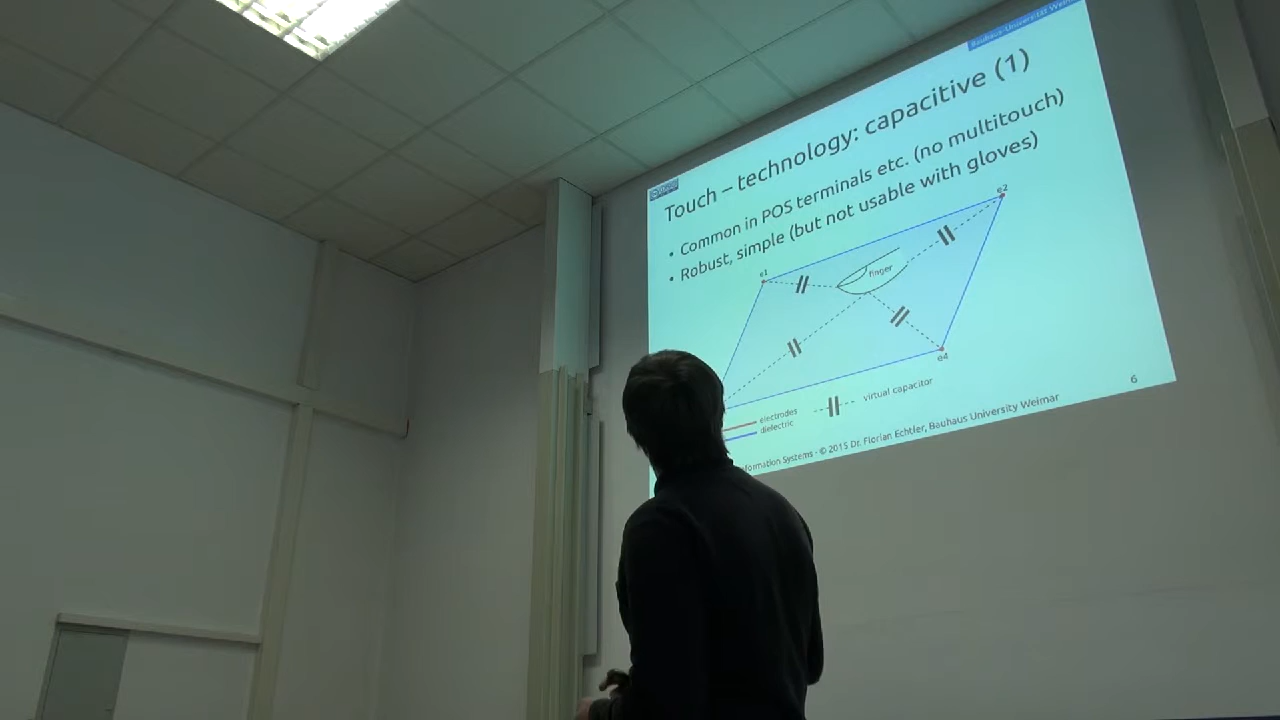 Bauhaus-Universität Weimar
Touch – technology: capacitive (1)
• Common in POS terminals etc. (no multitouch)
• Robust, simple (but not usable with gloves)
e1
e2
finger
e4
electrodes
dielectric
virtual capacitor
6
formation Systems · © 2015 Dr. Florian Echtler, Bauhaus University Weimar